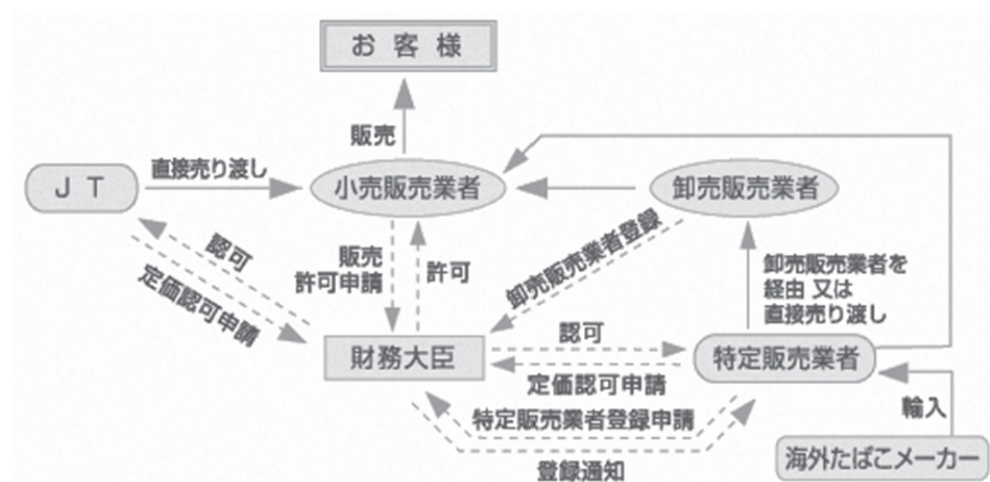 お客様
販売
直接売り渡し
JT
小売販売業者
卸売販売業者
認可
定価認可申請
販売
許可申請
許可
卸売販売業者登録
卸売販売業者を
経由 又は
直接売り渡し
財務大臣
認可
定価認可申請
特定販売業者
特定販売業者登録申請
登録通知
輸入
海外たばこメーカー